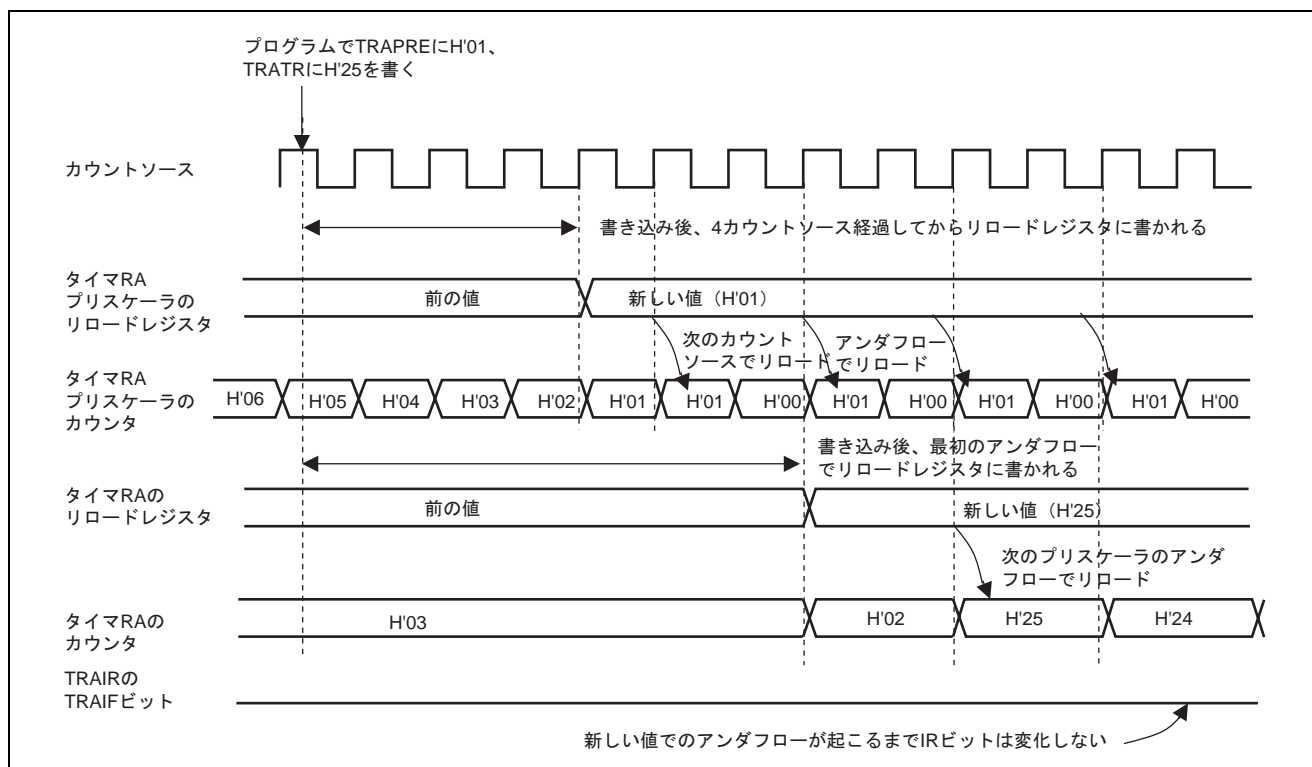 プログラムでTRAPREにH'01、
TRATRにH'25を書く
カウントソース
書き込み後、4カウントソース経過してからリロードレジスタに書かれる
タイマRA
プリスケーラの
リロードレジスタ
前の値
新しい値（H'01）
次のカウント
ソースでリロード
アンダフロー
でリロード
タイマRA
プリスケーラの
カウンタ
H'06 H'05 H'04 H'03 H'02 H'01 H'01 H'00 H'01 H'00 H'01 H'00 H'01 H'00
書き込み後、最初のアンダフロー
でリロードレジスタに書かれる
タイマRAの
リロードレジスタ
前の値
新しい値（H'25）
次のプリスケーラのアンダ
フローでリロード
タイマRAの
カウンタ
H'03 H'02 H'25 H'24
TRAIRの
TRAIFビット
新しい値でのアンダフローが起こるまでIRビットは変化しない